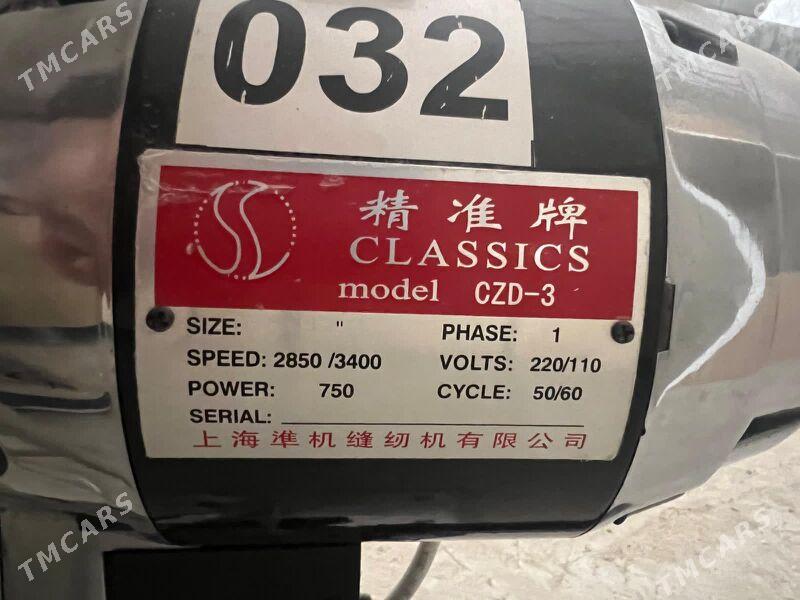 032
精准牌
CLASSICS
model CZD-3
SIZE: " PHASE: 1
SPEED: 2850 /3400 VOLTS: 220/110
POWER: 750 CYCLE: 50/60
SERIAL:
上海準机缝纫机有限公司
TMCARS
TMCARS
TMCARS
TMCARS
TMCARS